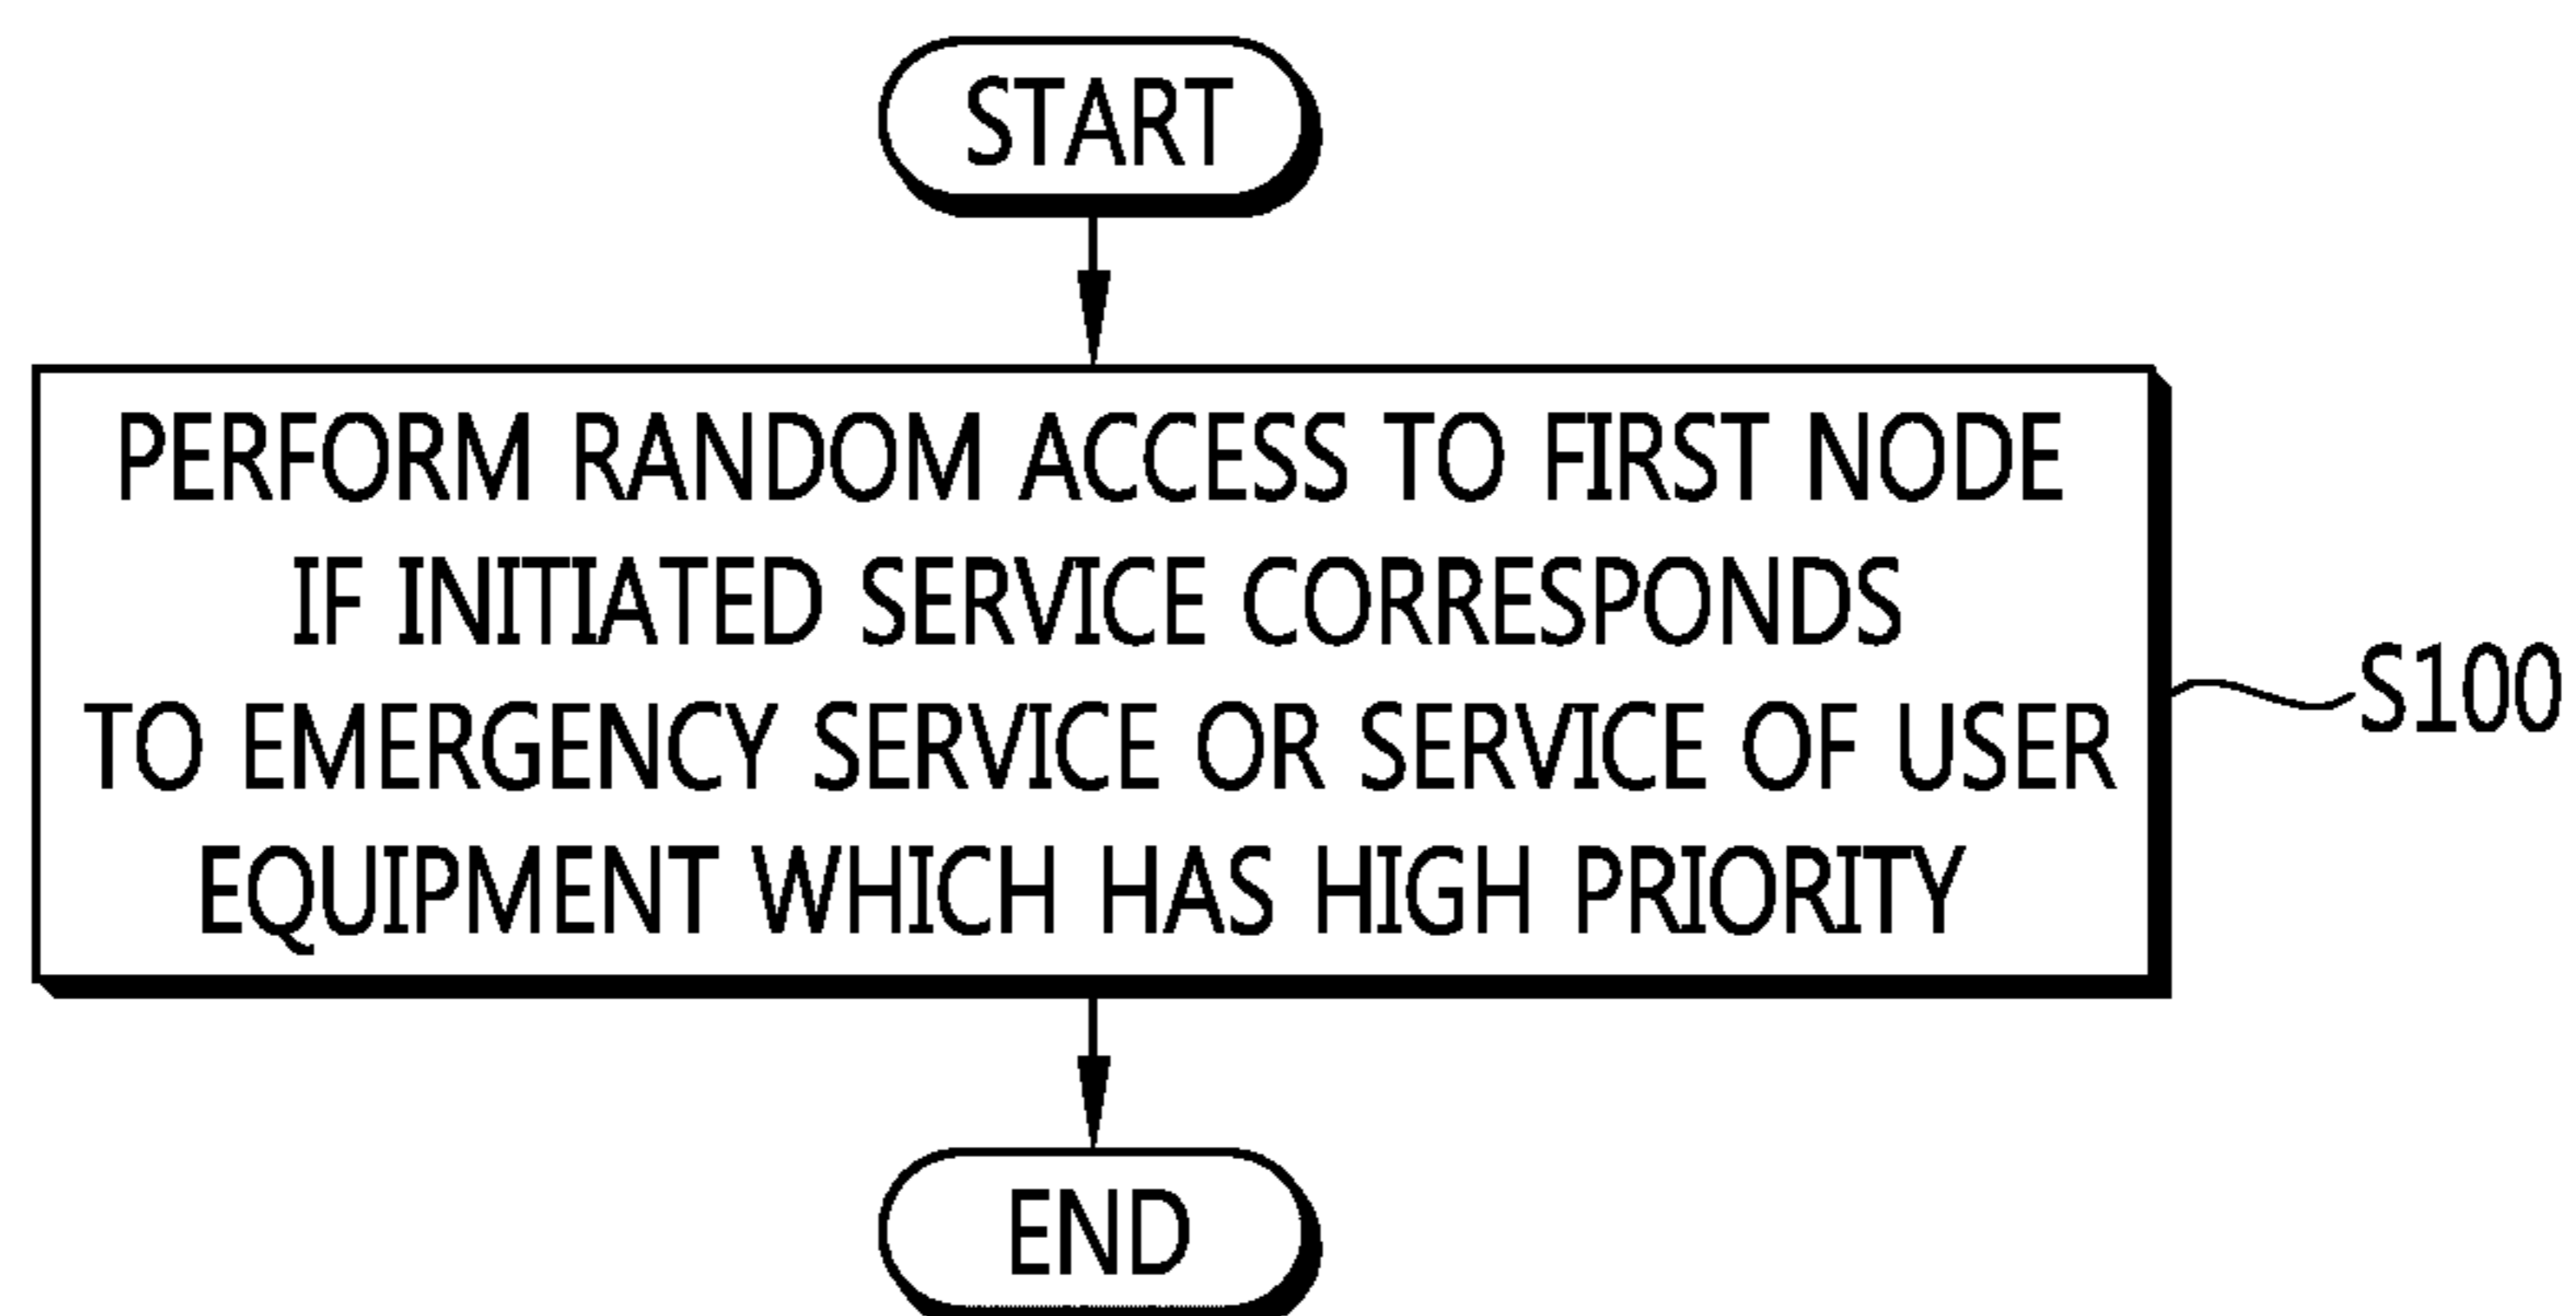 START
PERFORM RANDOM ACCESS TO FIRST NODE
IF INITIATED SERVICE CORRESPONDS
TO EMERGENCY SERVICE OR SERVICE OF USER
EQUIPMENT WHICH HAS HIGH PRIORITY
S100
END